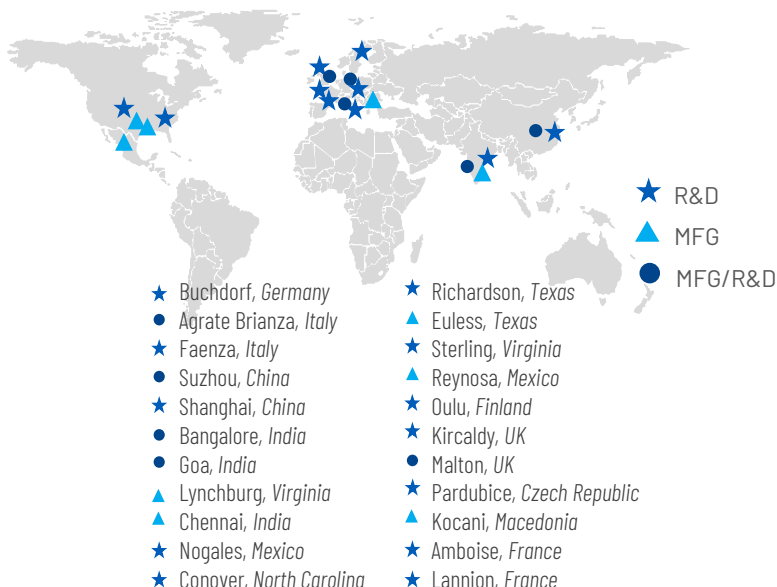 R&D
MFG
MFG/R&D
Buchdorf, Germany
Agrate Brianza, Italy
Faenza, Italy
Suzhou, China
Shanghai, China
Bangalore, India
Goa, India
Lynchburg, Virginia
Chennai, India
Nogales, Mexico
Conover, North Carolina
Richardson, Texas
Euless, Texas
Sterling, Virginia
Reynosa, Mexico
Oulu, Finland
Kircaldy, UK
Malton, UK
Pardubice, Czech Republic
Kocani, Macedonia
Amboise, France
Lannion, France